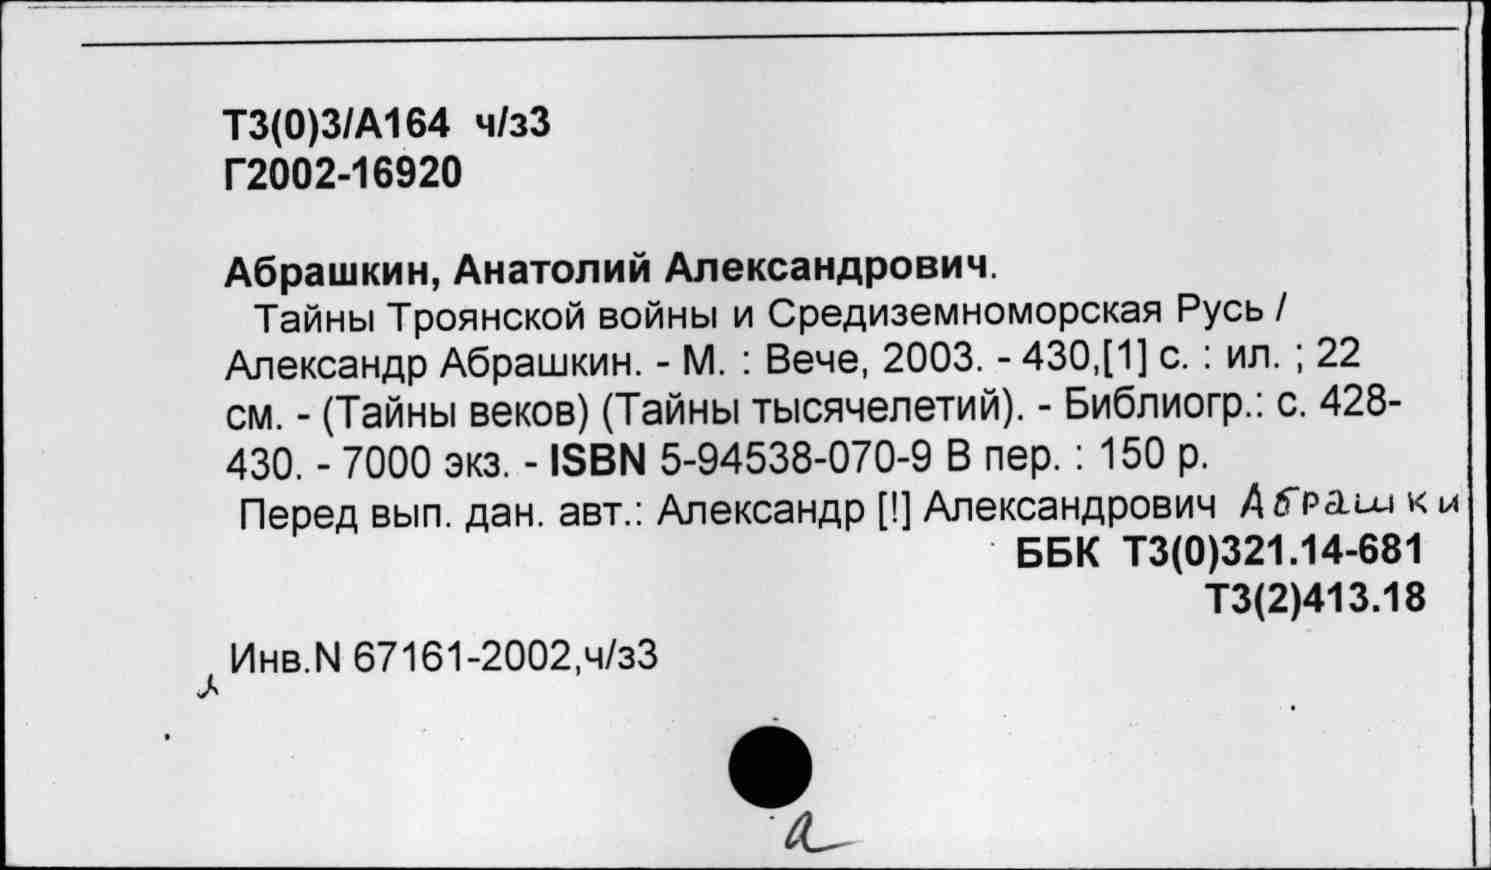 Т3(0)3/А164 ч/з3
Г2002-16920
Абрашкин, Анатолий Александрович.
Тайны Троянской войны и Средиземноморская Русь /
Александр Абрашкин. - М. : Вече, 2003. - 430,[1] с. : ил. ; 22
см. - (Тайны веков) (Тайны тысячелетий). - Библиогр.: с. 428-
430. - 7000 экз. - ISBN 5-94538-070-9 В пер. : 150 р.
Перед вып. дан. авт.: Александр [!] Александрович Абрашки
ББК Т3(0)321.14-681
Т3(2)413.18
Инв.N 67161-2002,ч/з3
а